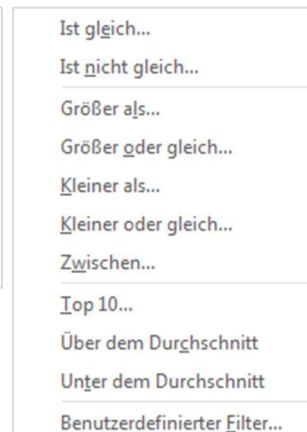 Ist gleich...
Ist nicht gleich...
Größer als...
Größer oder gleich...
Kleiner als...
Kleiner oder gleich...
Zwischen...
Top 10...
Über dem Durchschnitt
Unter dem Durchschnitt
Benutzerdefinierter Filter...